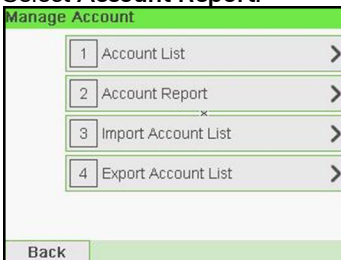 Select Account Report.
Manage Account
1 Account List
2 Account Report
3 Import Account List
4 Export Account List
Back